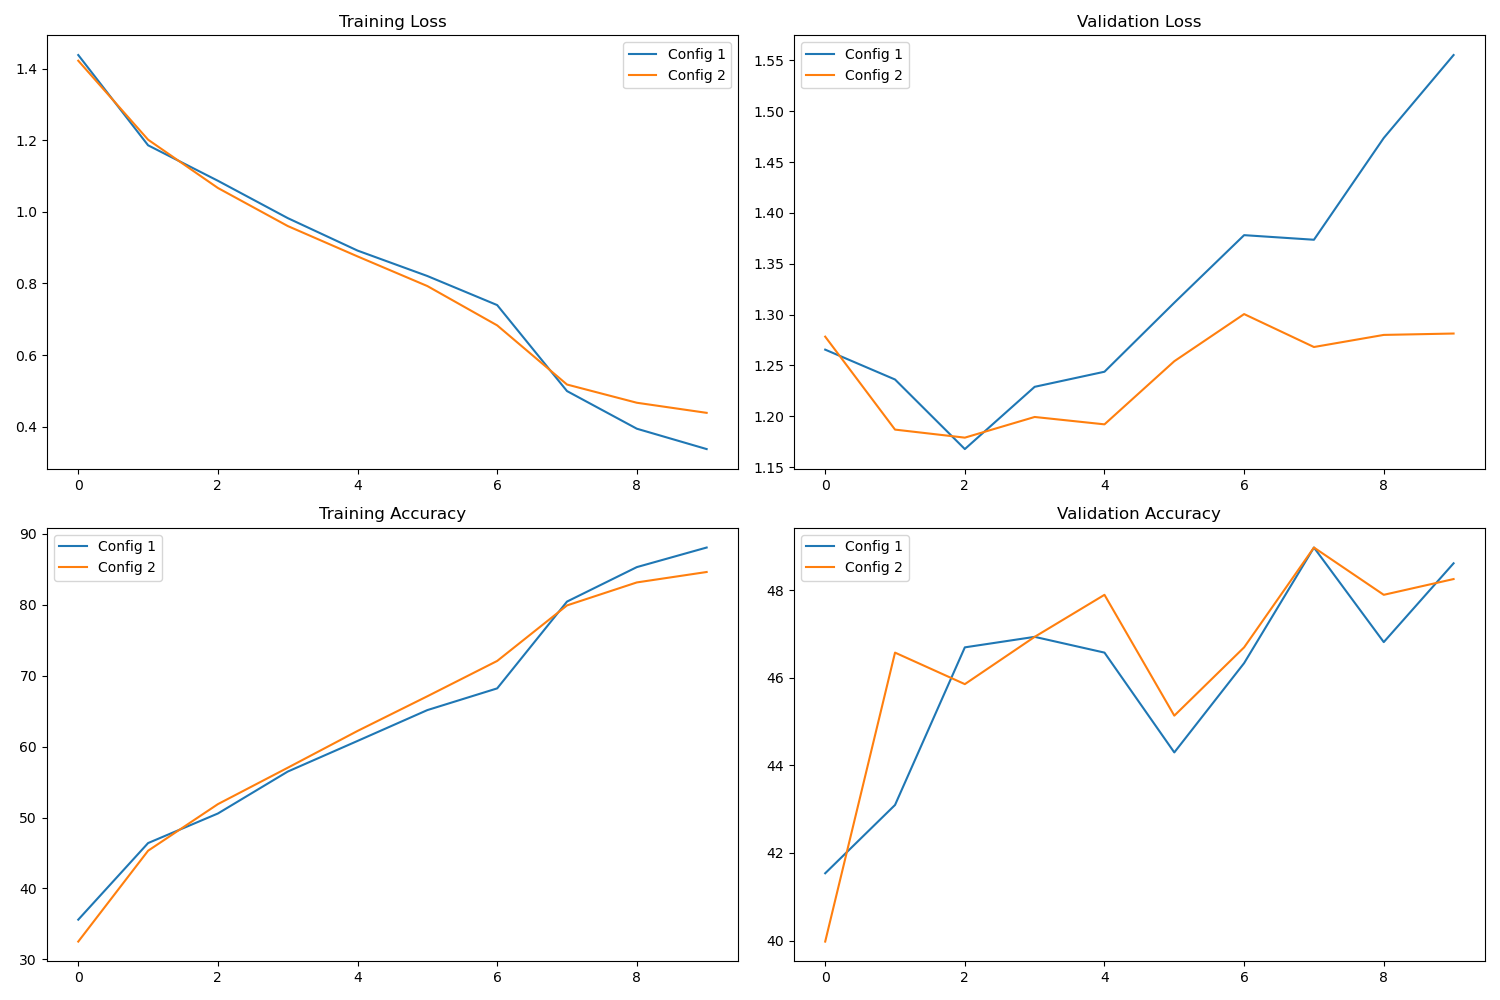 Training Loss
Config 1
Config 2
1.4
1.2
1.0
0.8
0.6
0.4
0 2 4 6 8
Validation Loss
Config 1
Config 2
1.55
1.50
1.45
1.40
1.35
1.30
1.25
1.20
1.15
0 2 4 6 8
Training Accuracy
Config 1
Config 2
90
80
70
60
50
40
30
0 2 4 6 8
Validation Accuracy
Config 1
Config 2
48
46
44
42
40
0 2 4 6 8